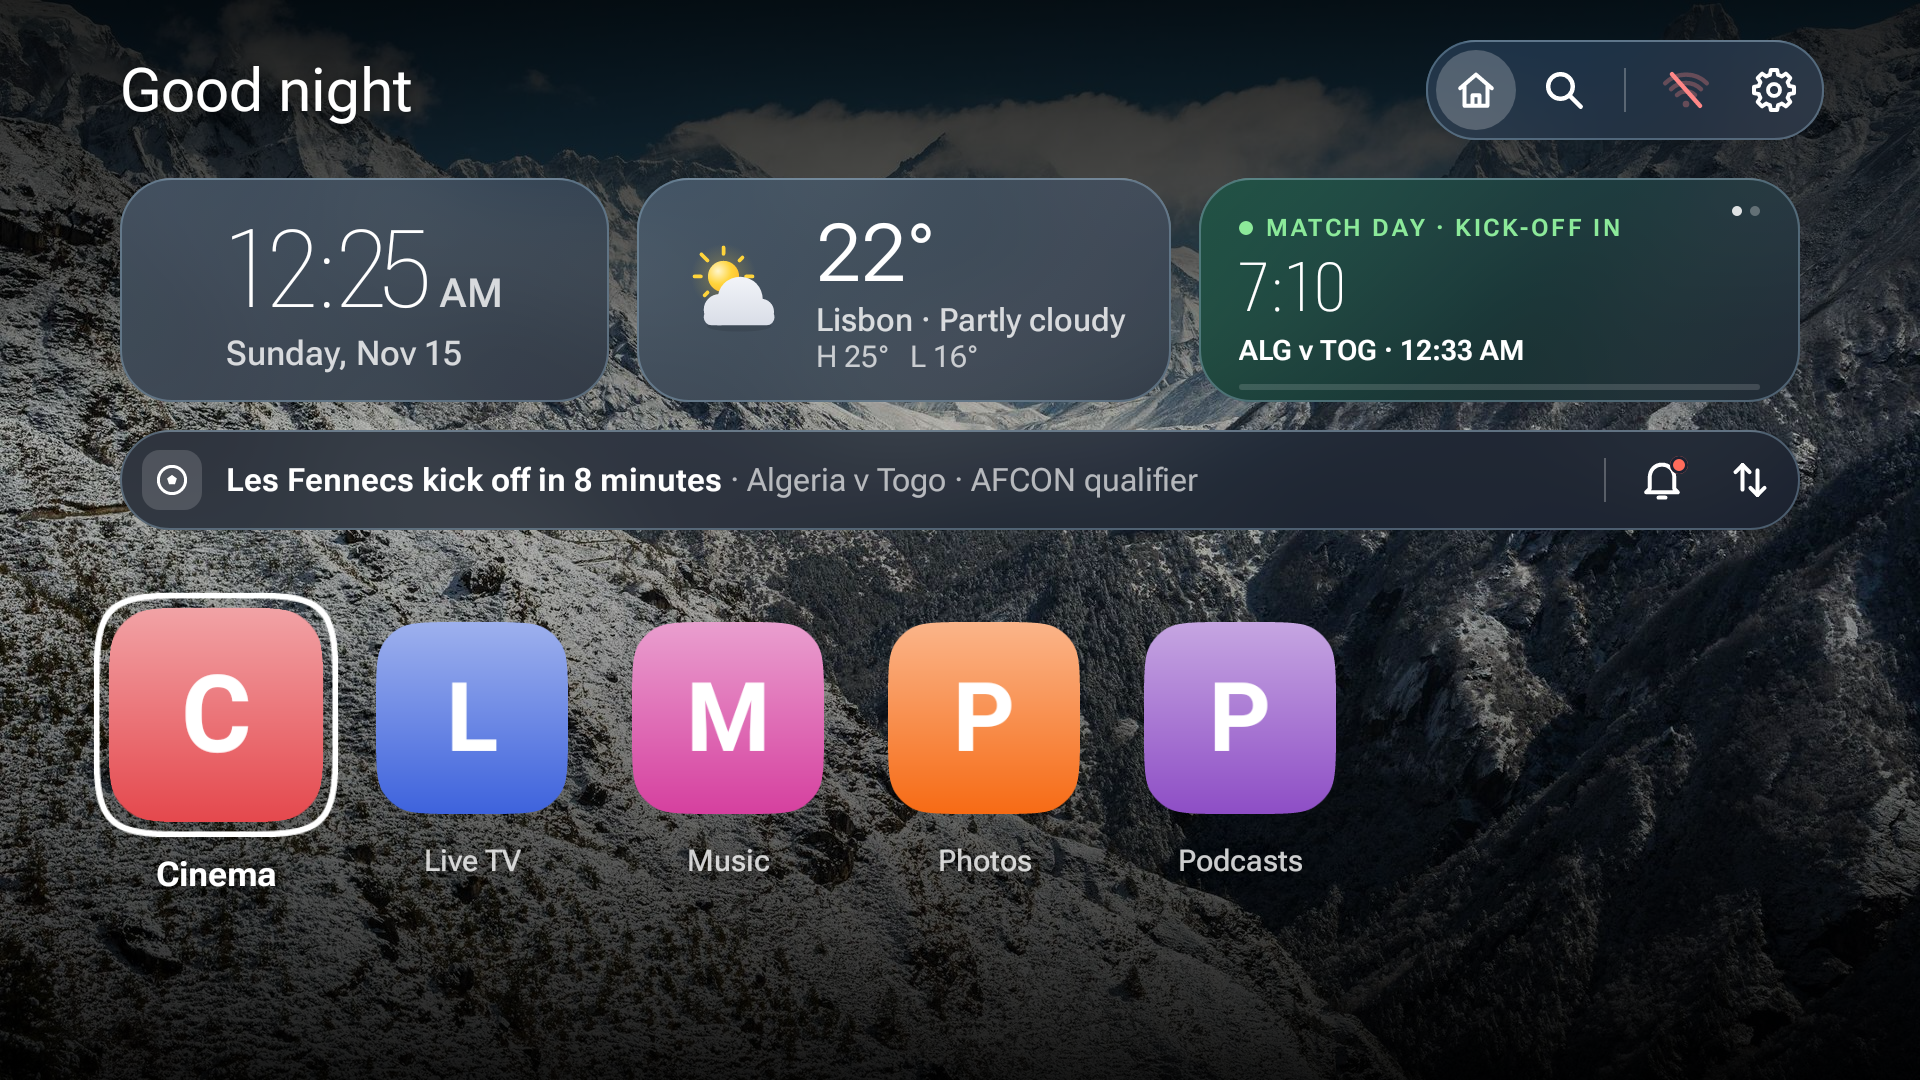 Good night
12:25 AM
Sunday, Nov 15
22°
Lisbon · Partly cloudy
H 25° L 16°
MATCH DAY · KICK-OFF IN
7:10
ALG v TOG · 12:33 AM
Les Fennecs kick off in 8 minutes · Algeria v Togo · AFCON qualifier
C
L
M
P
P
Cinema
Live TV
Music
Photos
Podcasts